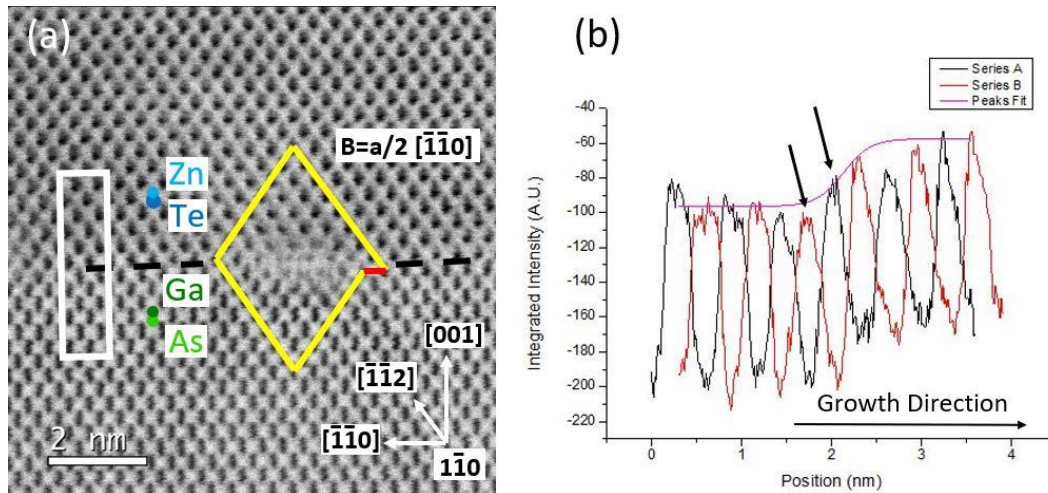 (a)
B=a/2 [1̅1̅0]
Zn
Te
Ga
As
[001]
[1̅1̅2]
[1̅1̅0]
11̅0
2 nm
(b)
Series A
Series B
Peaks Fit
-40
-60
-80
-100
-120
-140
-160
-180
-200
-220
Integrated Intensity (A.U.)
Growth Direction
0
1
2
3
4
Position (nm)